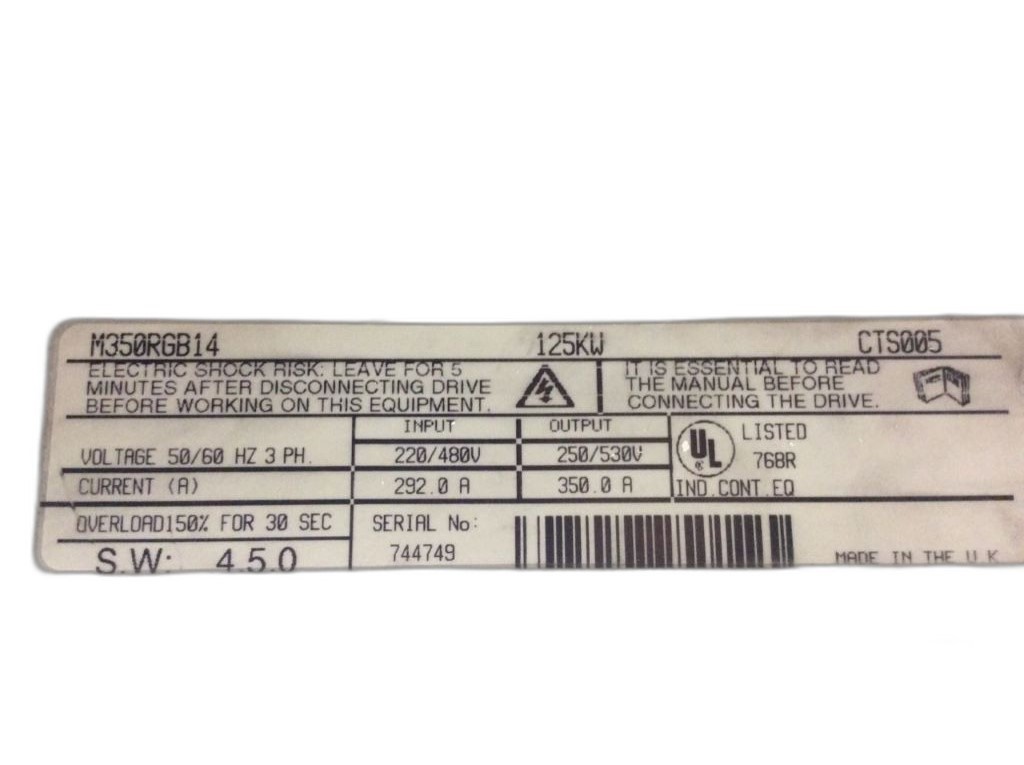 M350RGB14 125KW CTS005
ELECTRIC SHOCK RISK: LEAVE FOR 5
MINUTES AFTER DISCONNECTING DRIVE
BEFORE WORKING ON THIS EQUIPMENT.
IT IS ESSENTIAL TO READ
THE MANUAL BEFORE
CONNECTING THE DRIVE.
INPUT OUTPUT
VOLTAGE 50/60 HZ 3 PH. 220/480V 250/530V
CURRENT (A) 292.0 A 350.0 A
UL LISTED
c 768R
IND.CONT.EQ
OVERLOAD150% FOR 30 SEC
S.W: 4.5.0
SERIAL No:
744749
MADE IN THE U K